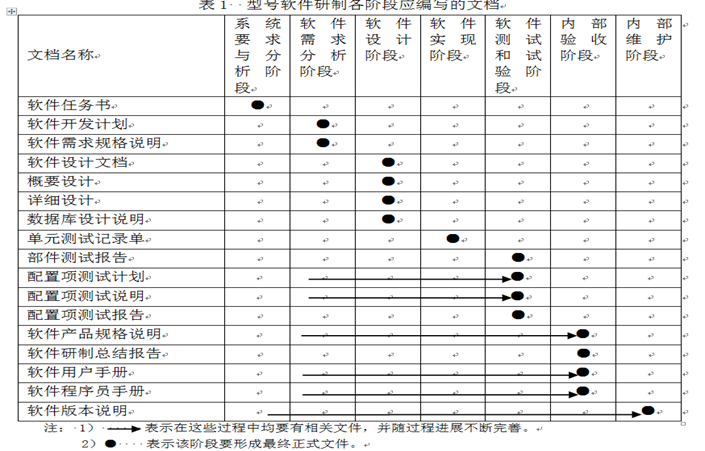 表 1 型号软件研制各阶段应编写的文档
文档名称
系统
要求
与分
析阶
段
软件
需求
分析
阶段
软件
设计
阶段
软件
实现
阶段
软件
测试
和试
验阶
段
内部
验收
阶段
内部
维护
阶段
软件任务书
软件开发计划
软件需求规格说明
软件设计文档
概要设计
详细设计
数据库设计说明
单元测试记录单
部件测试报告
配置项测试计划
配置项测试说明
配置项测试报告
软件产品规格说明
软件研制总结报告
软件用户手册
软件程序员手册
软件版本说明
注：1） 表示在这些过程中均要有相关文件，并随过程进展不断完善。
2）● 表示该阶段要形成最终正式文件。